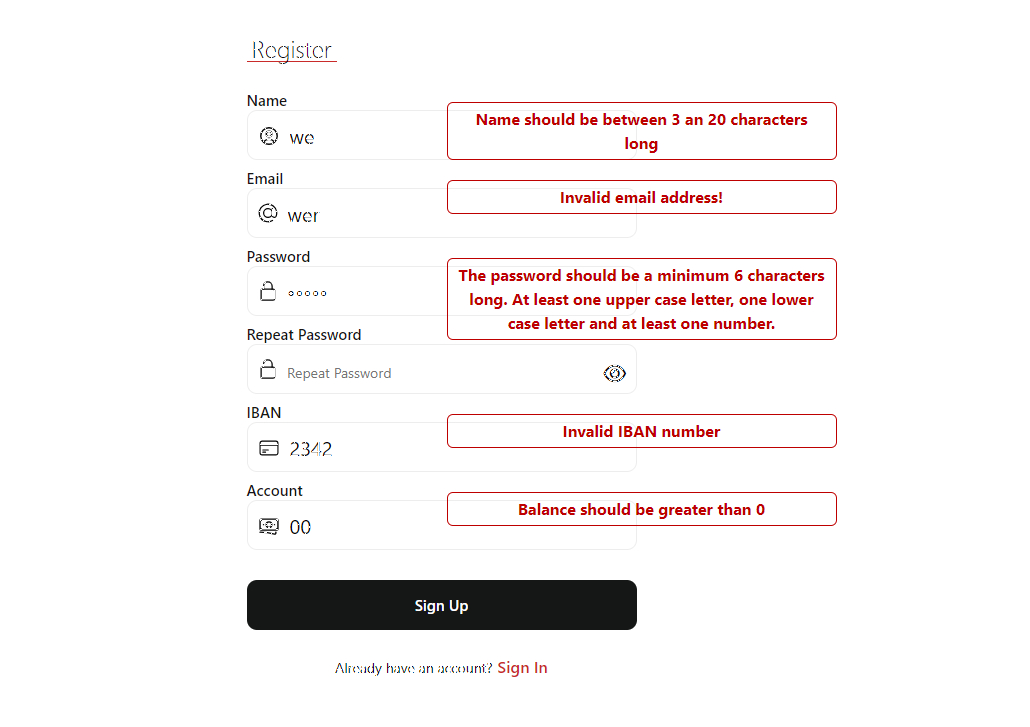 Register
Name
we
Name should be between 3 an 20 characters
long
Email
wer
Invalid email address!
Password
The password should be a minimum 6 characters
long. At least one upper case letter, one lower
case letter and at least one number.
Repeat Password
Repeat Password
IBAN
2342
Invalid IBAN number
Account
00
Balance should be greater than 0
Sign Up
Already have an account? Sign In